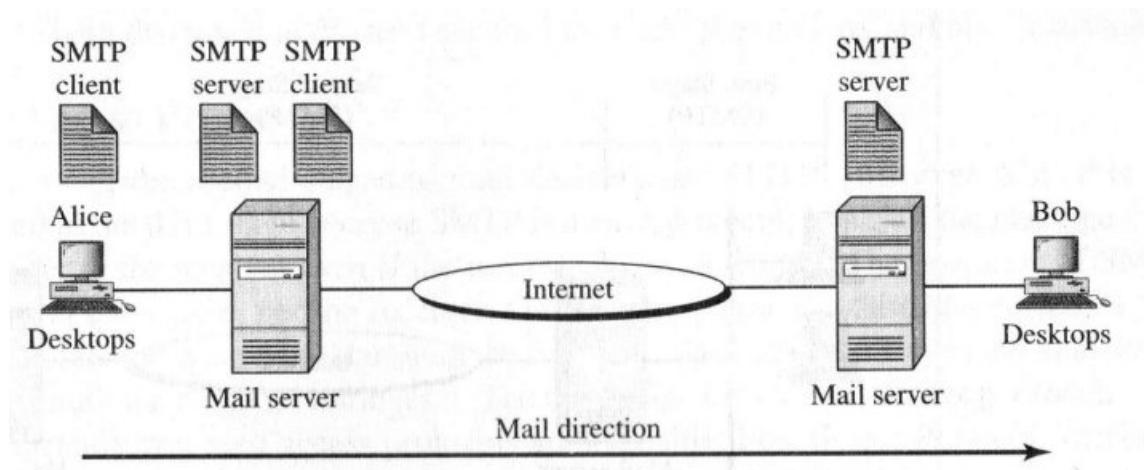 SMTP
client
SMTP
server
SMTP
client
SMTP
server
Alice
Bob
Internet
Desktops
Desktops
Mail server
Mail server
Mail direction